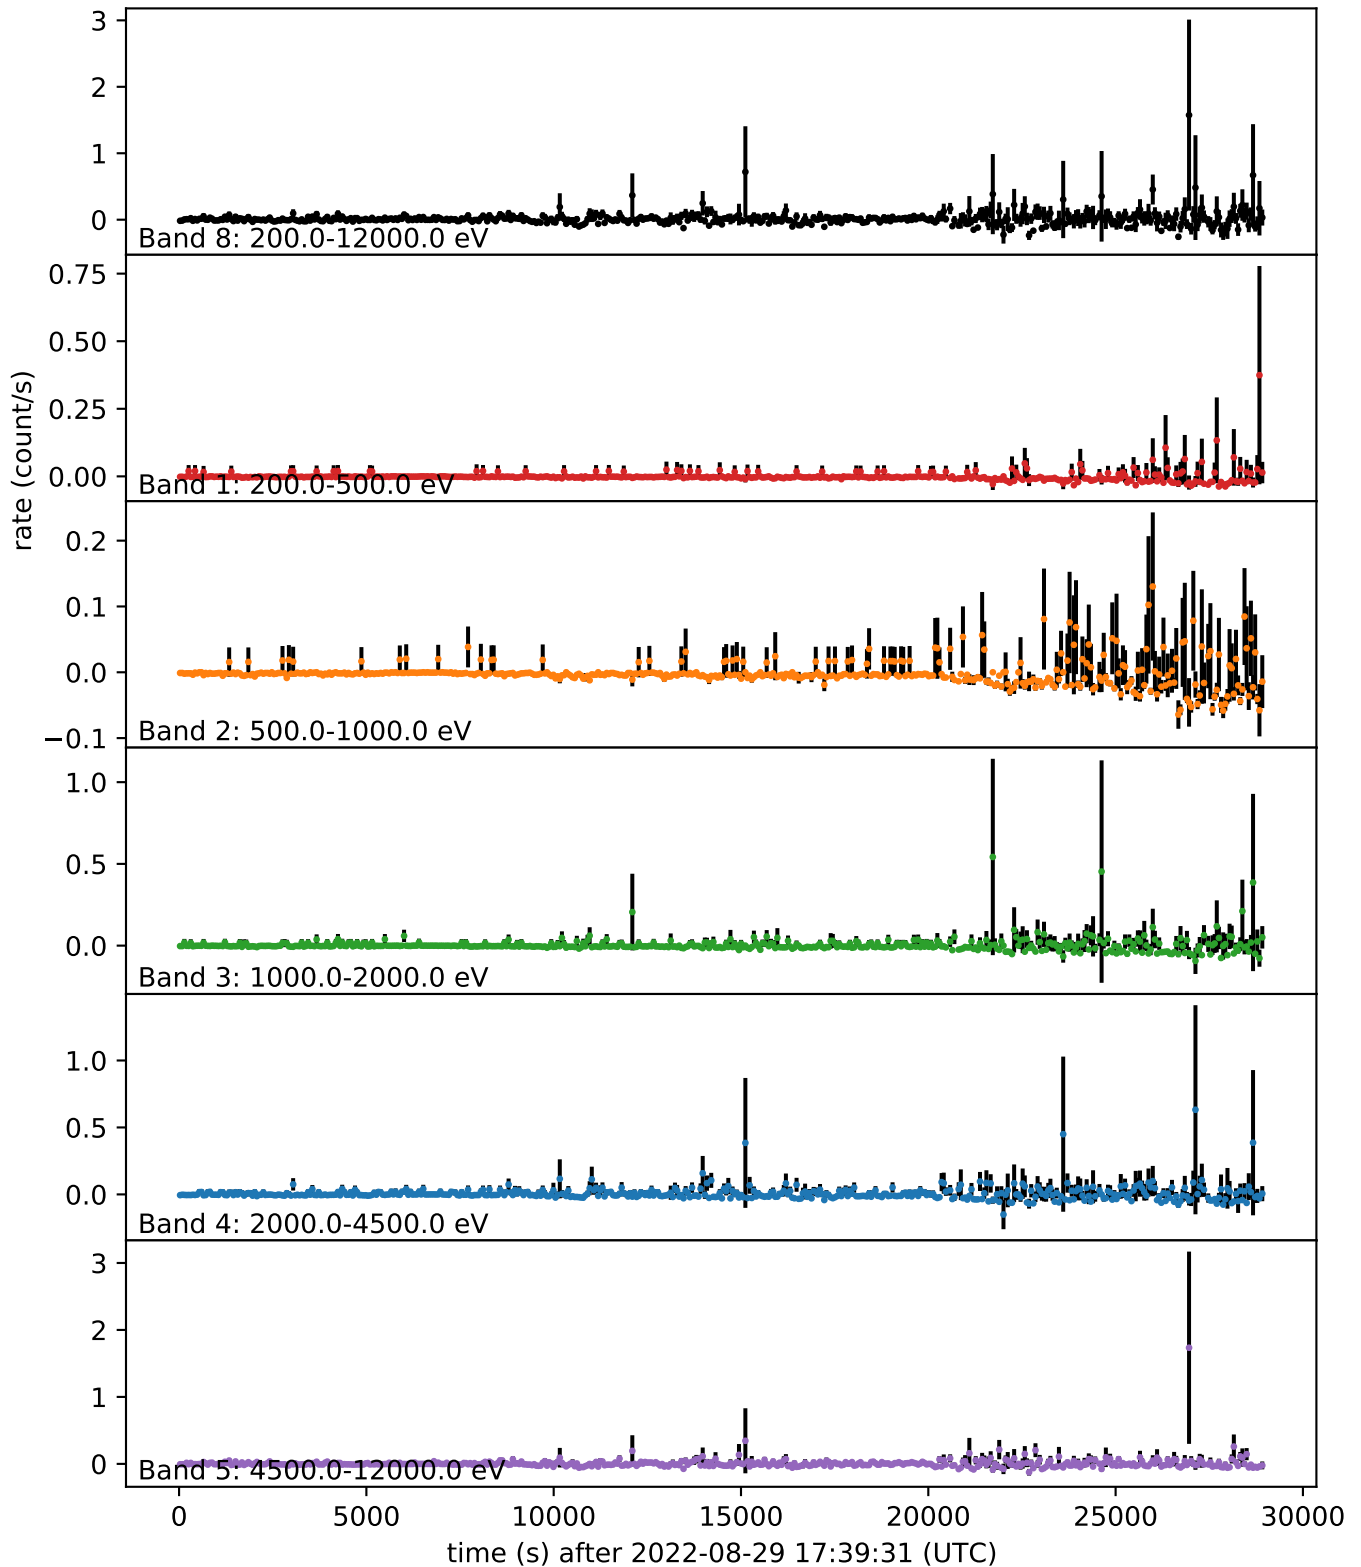 3
2
1
0
Band 8: 200.0-12000.0 eV
0.75
0.50
0.25
0.00
Band 1: 200.0-500.0 eV
rate (count/s)
0.2
0.1
0.0
−0.1
Band 2: 500.0-1000.0 eV
1.0
0.5
0.0
Band 3: 1000.0-2000.0 eV
1.0
0.5
0.0
Band 4: 2000.0-4500.0 eV
3
2
1
0
Band 5: 4500.0-12000.0 eV
0 5000 10000 15000 20000 25000 30000
time (s) after 2022-08-29 17:39:31 (UTC)